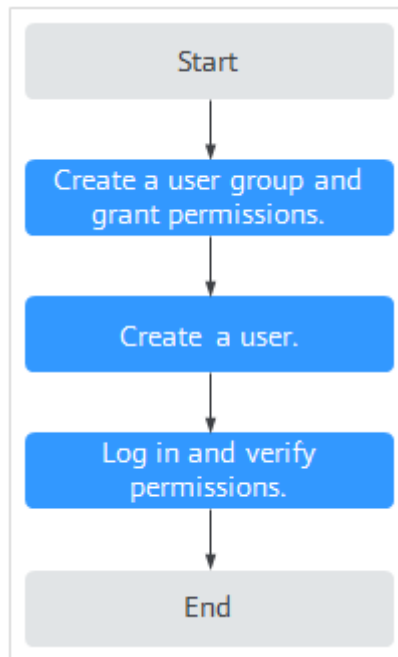 Start
Create a user group and
grant permissions.
Create a user.
Log in and verify
permissions.
End